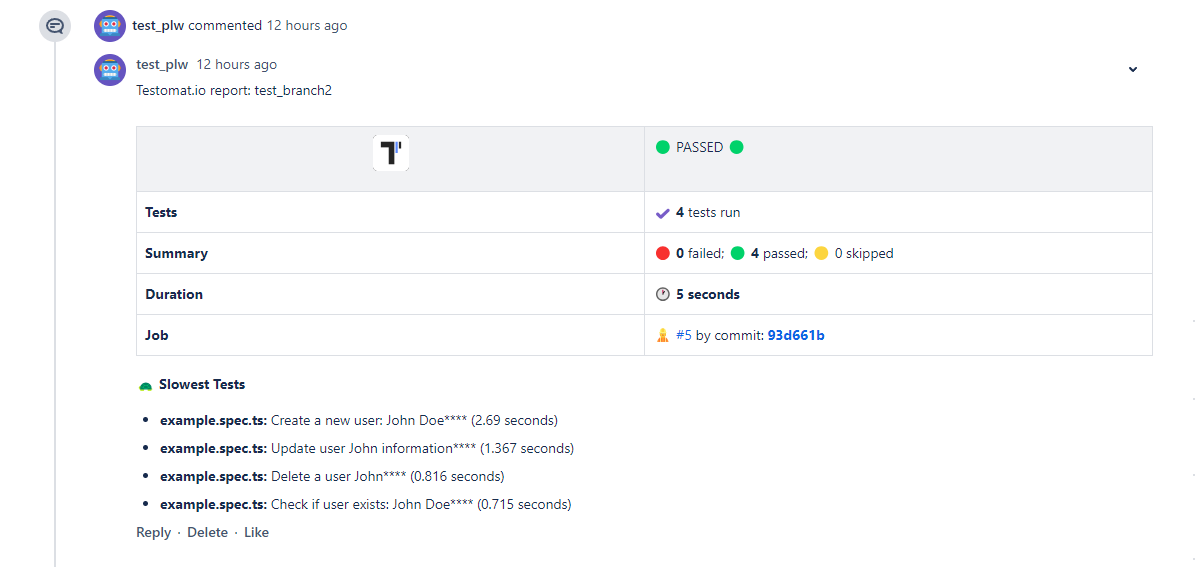 test_plw commented 12 hours ago
test_plw 12 hours ago
Testomat.io report: test_branch2
T PASSED
Tests 4 tests run
Summary 0 failed; 4 passed; 0 skipped
Duration 5 seconds
Job #5 by commit: 93d661b
Slowest Tests
• example.spec.ts: Create a new user: John Doe**** (2.69 seconds)
• example.spec.ts: Update user John information**** (1.367 seconds)
• example.spec.ts: Delete a user John**** (0.816 seconds)
• example.spec.ts: Check if user exists: John Doe**** (0.715 seconds)
Reply · Delete · Like